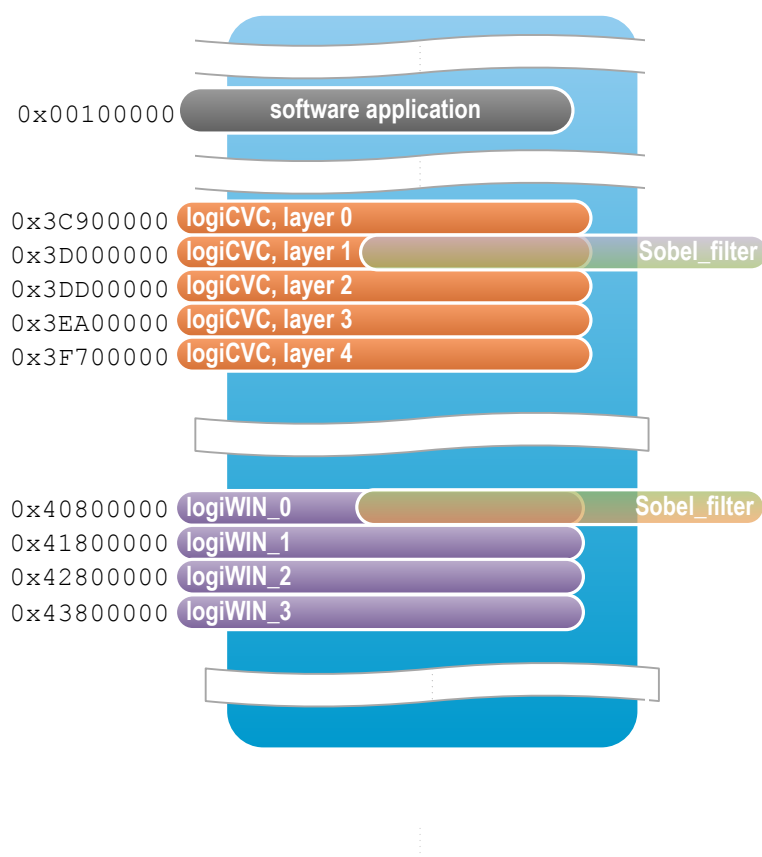 0x00100000 software application
0x3C900000 logiCVC, layer 0
0x3D000000 logiCVC, layer 1 Sobel_filter
0x3DD00000 logiCVC, layer 2
0x3EA00000 logiCVC, layer 3
0x3F700000 logiCVC, layer 4
0x40800000 logiWIN_0 Sobel_filter
0x41800000 logiWIN_1
0x42800000 logiWIN_2
0x43800000 logiWIN_3